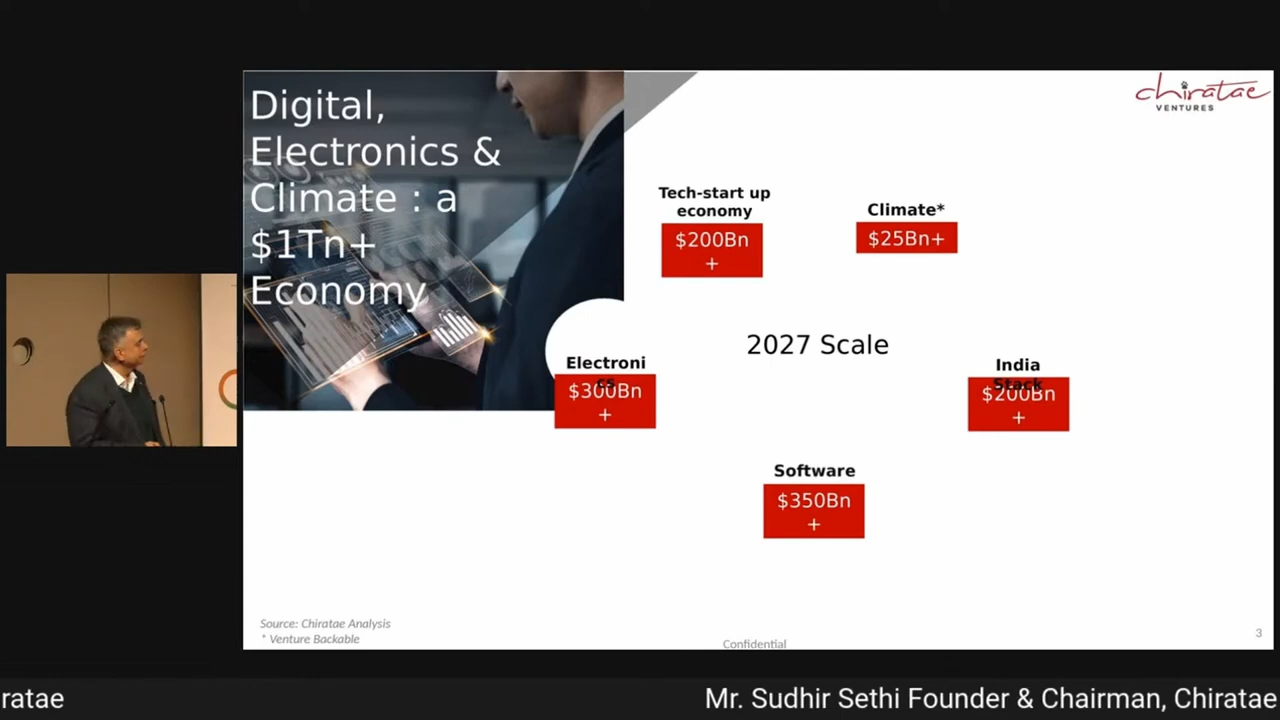 Digital,
Electronics &
Climate : a
$1Tn+
Economy
chiratae
VENTURES
Tech-start up
economy
$200Bn
+
Climate*
$25Bn+
2027 Scale
Electroni
cs
$300Bn
+
India
Stack
$200Bn
+
Software
$350Bn
+
Source: Chiratae Analysis
* Venture Backable
Confidential
3
ratae
Mr. Sudhir Sethi Founder & Chairman, Chiratae